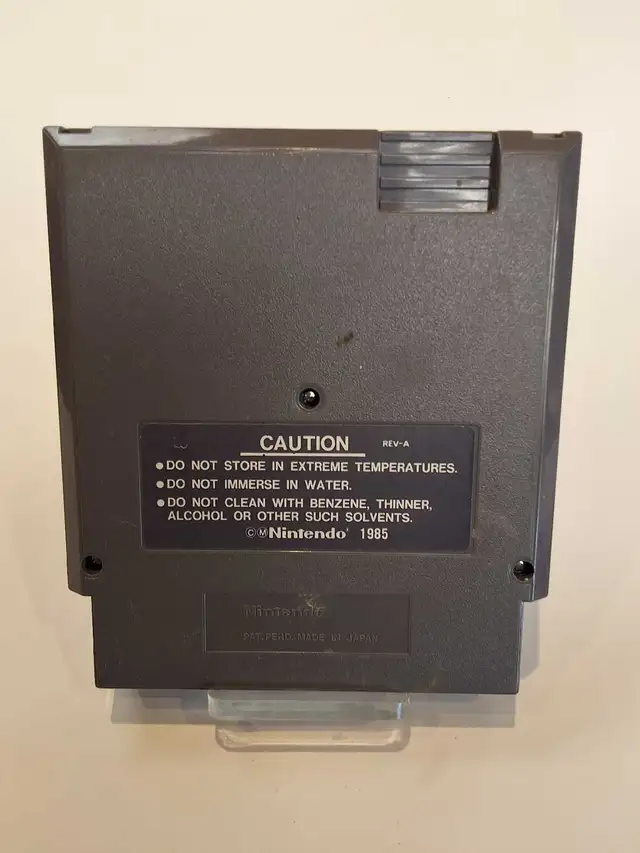 CAUTION REV-A
●DO NOT STORE IN EXTREME TEMPERATURES.
●DO NOT IMMERSE IN WATER.
●DO NOT CLEAN WITH BENZENE, THINNER,
ALCOHOL OR OTHER SUCH SOLVENTS.
©ⓂNintendo® 1985
Nintendo
PAT. PEND. MADE IN JAPAN